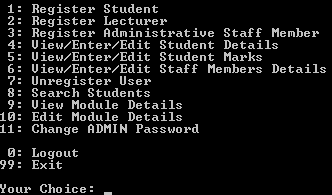 1: Register Student
2: Register Lecturer
3: Register Administrative Staff Member
4: View/Enter/Edit Student Details
5: View/Enter/Edit Student Marks
6: View/Enter/Edit Staff Members Details
7: Unregister User
8: Search Students
9: View Module Details
10: Edit Module Details
11: Change ADMIN Password
0: Logout
99: Exit
Your Choice: _